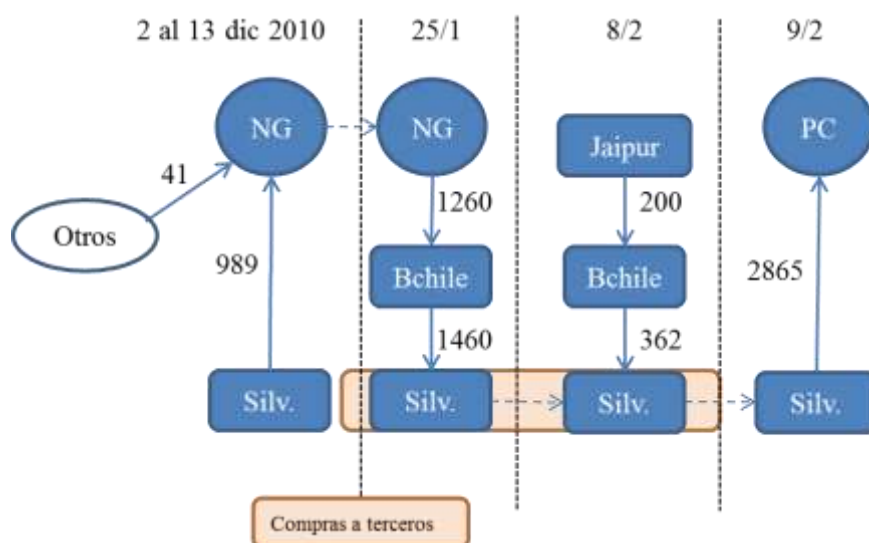 2 al 13 dic 2010
25/1
8/2
9/2
NG
NG
Jaipur
PC
41
1260
200
Otros
989
Bchile
Bchile
2865
1460
362
Silv.
Silv.
Silv.
Silv.
Compras a terceros